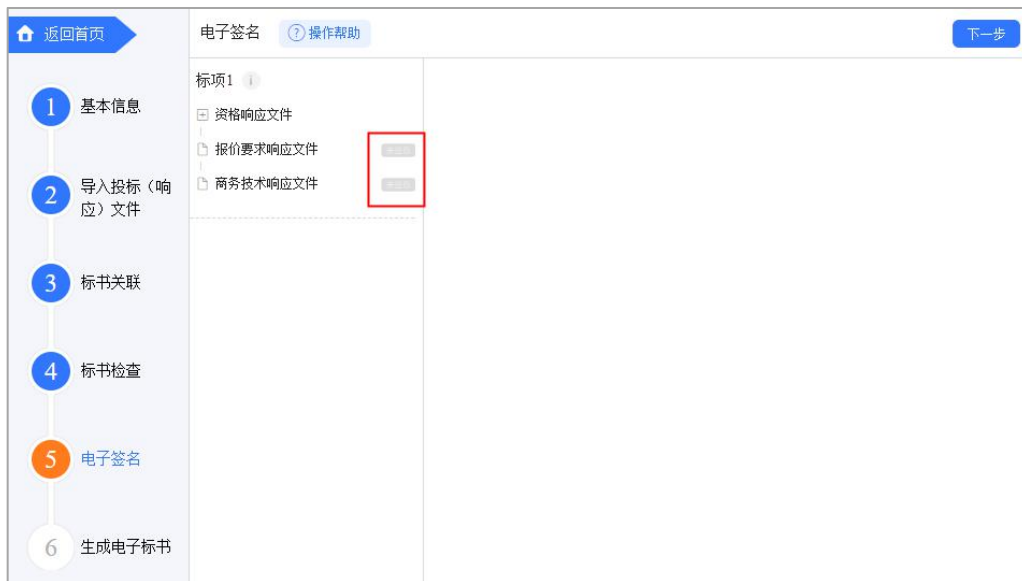 返回首页
电子签名
? 操作帮助
下一步
标项1 i
资格响应文件
报价要求响应文件
商务技术响应文件
1 基本信息
2 导入投标（响
应）文件
3 标书关联
4 标书检查
5 电子签名
6 生成电子标书